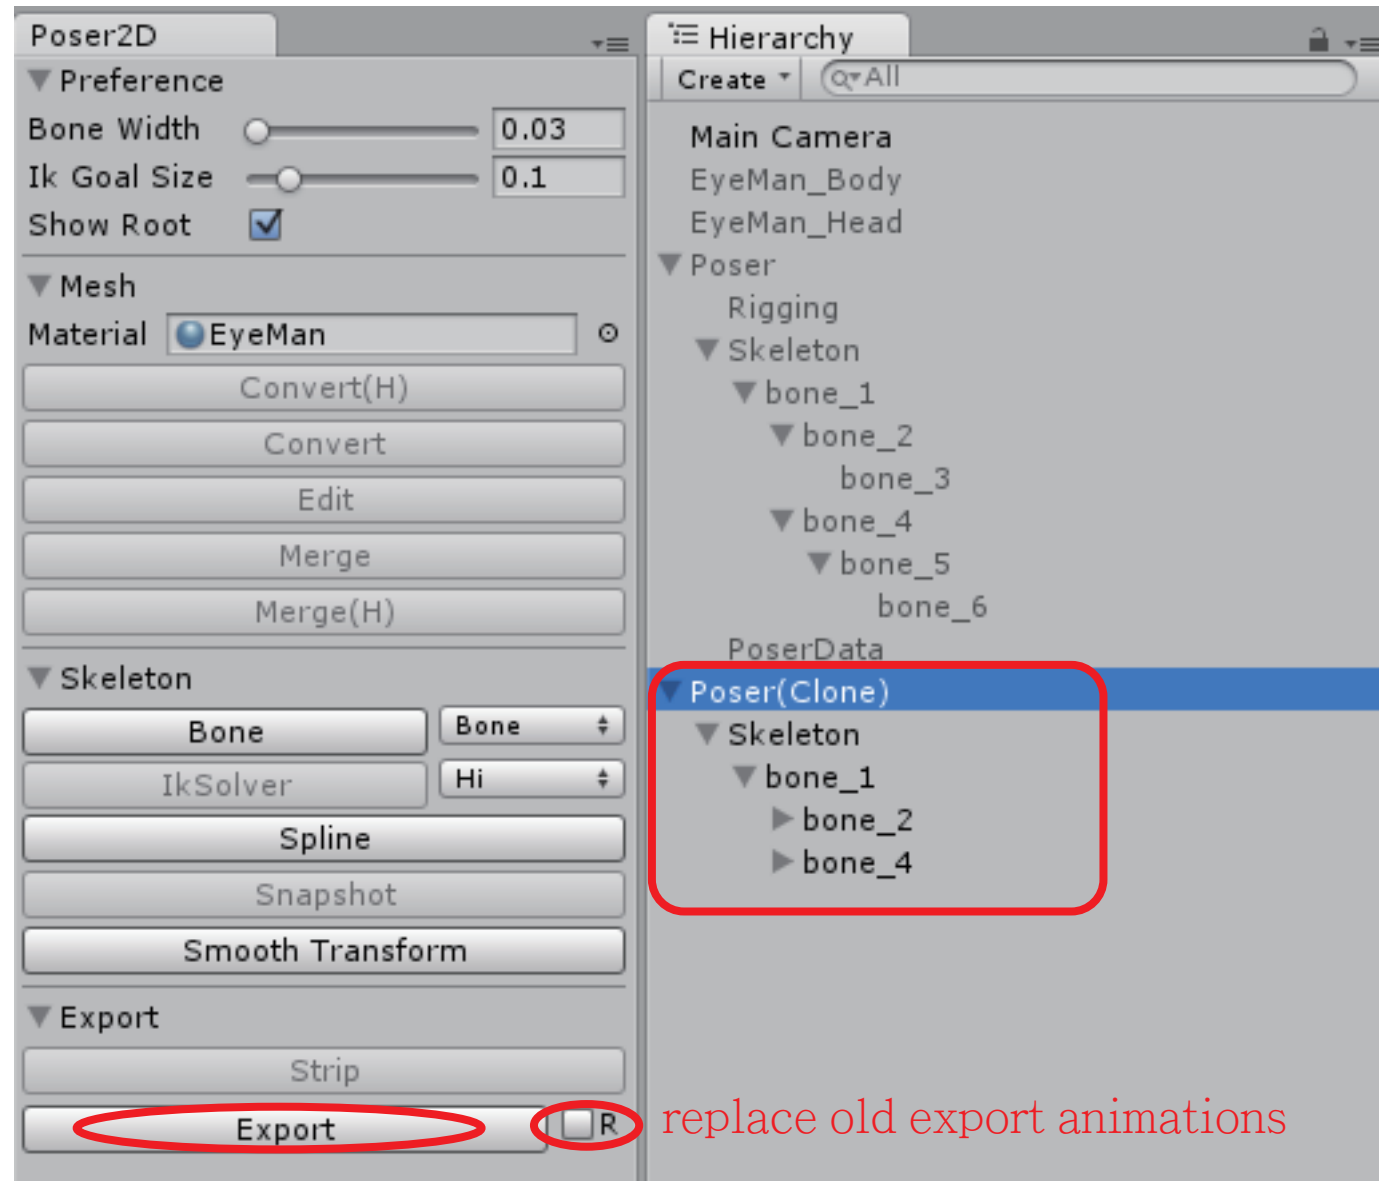 Poser2D
Preference
Bone Width 0.03
Ik Goal Size 0.1
Show Root
Mesh
Material EyeMan
Convert(H)
Convert
Edit
Merge
Merge(H)
Skeleton
Bone Bone
IkSolver Hi
Spline
Snapshot
Smooth Transform
Export
Strip
Export R
Hierarchy
Create All
Main Camera
EyeMan_Body
EyeMan_Head
Poser
Rigging
Skeleton
bone_1
bone_2
bone_3
bone_4
bone_5
bone_6
PoserData
Poser(Clone)
Skeleton
bone_1
bone_2
bone_4
replace old export animations